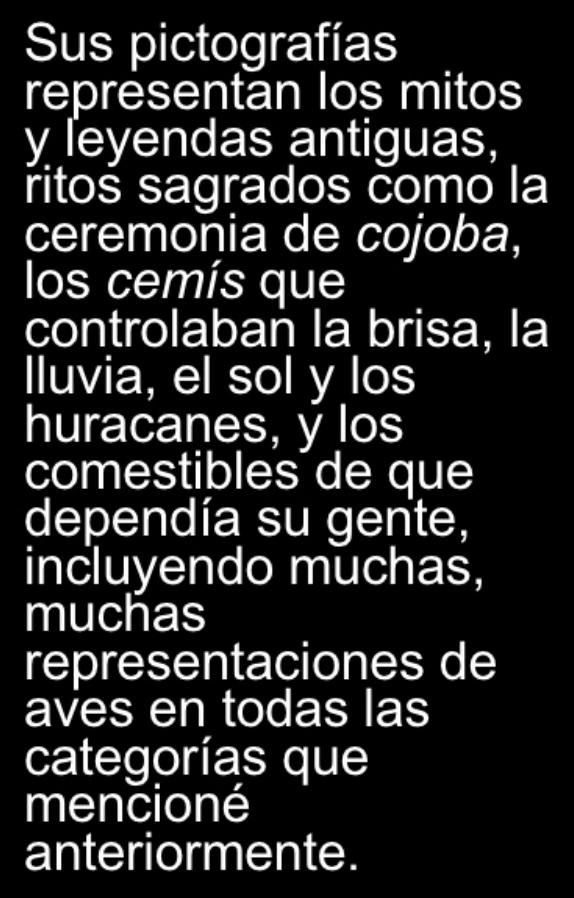 Sus pictografías
representan los mitos
y leyendas antiguas,
ritos sagrados como la
ceremonia de cojoba,
los cemís que
controlaban la brisa, la
lluvia, el sol y los
huracanes, y los
comestibles de que
dependía su gente,
incluyendo muchas,
muchas
representaciones de
aves en todas las
categorías que
mencioné
anteriormente.